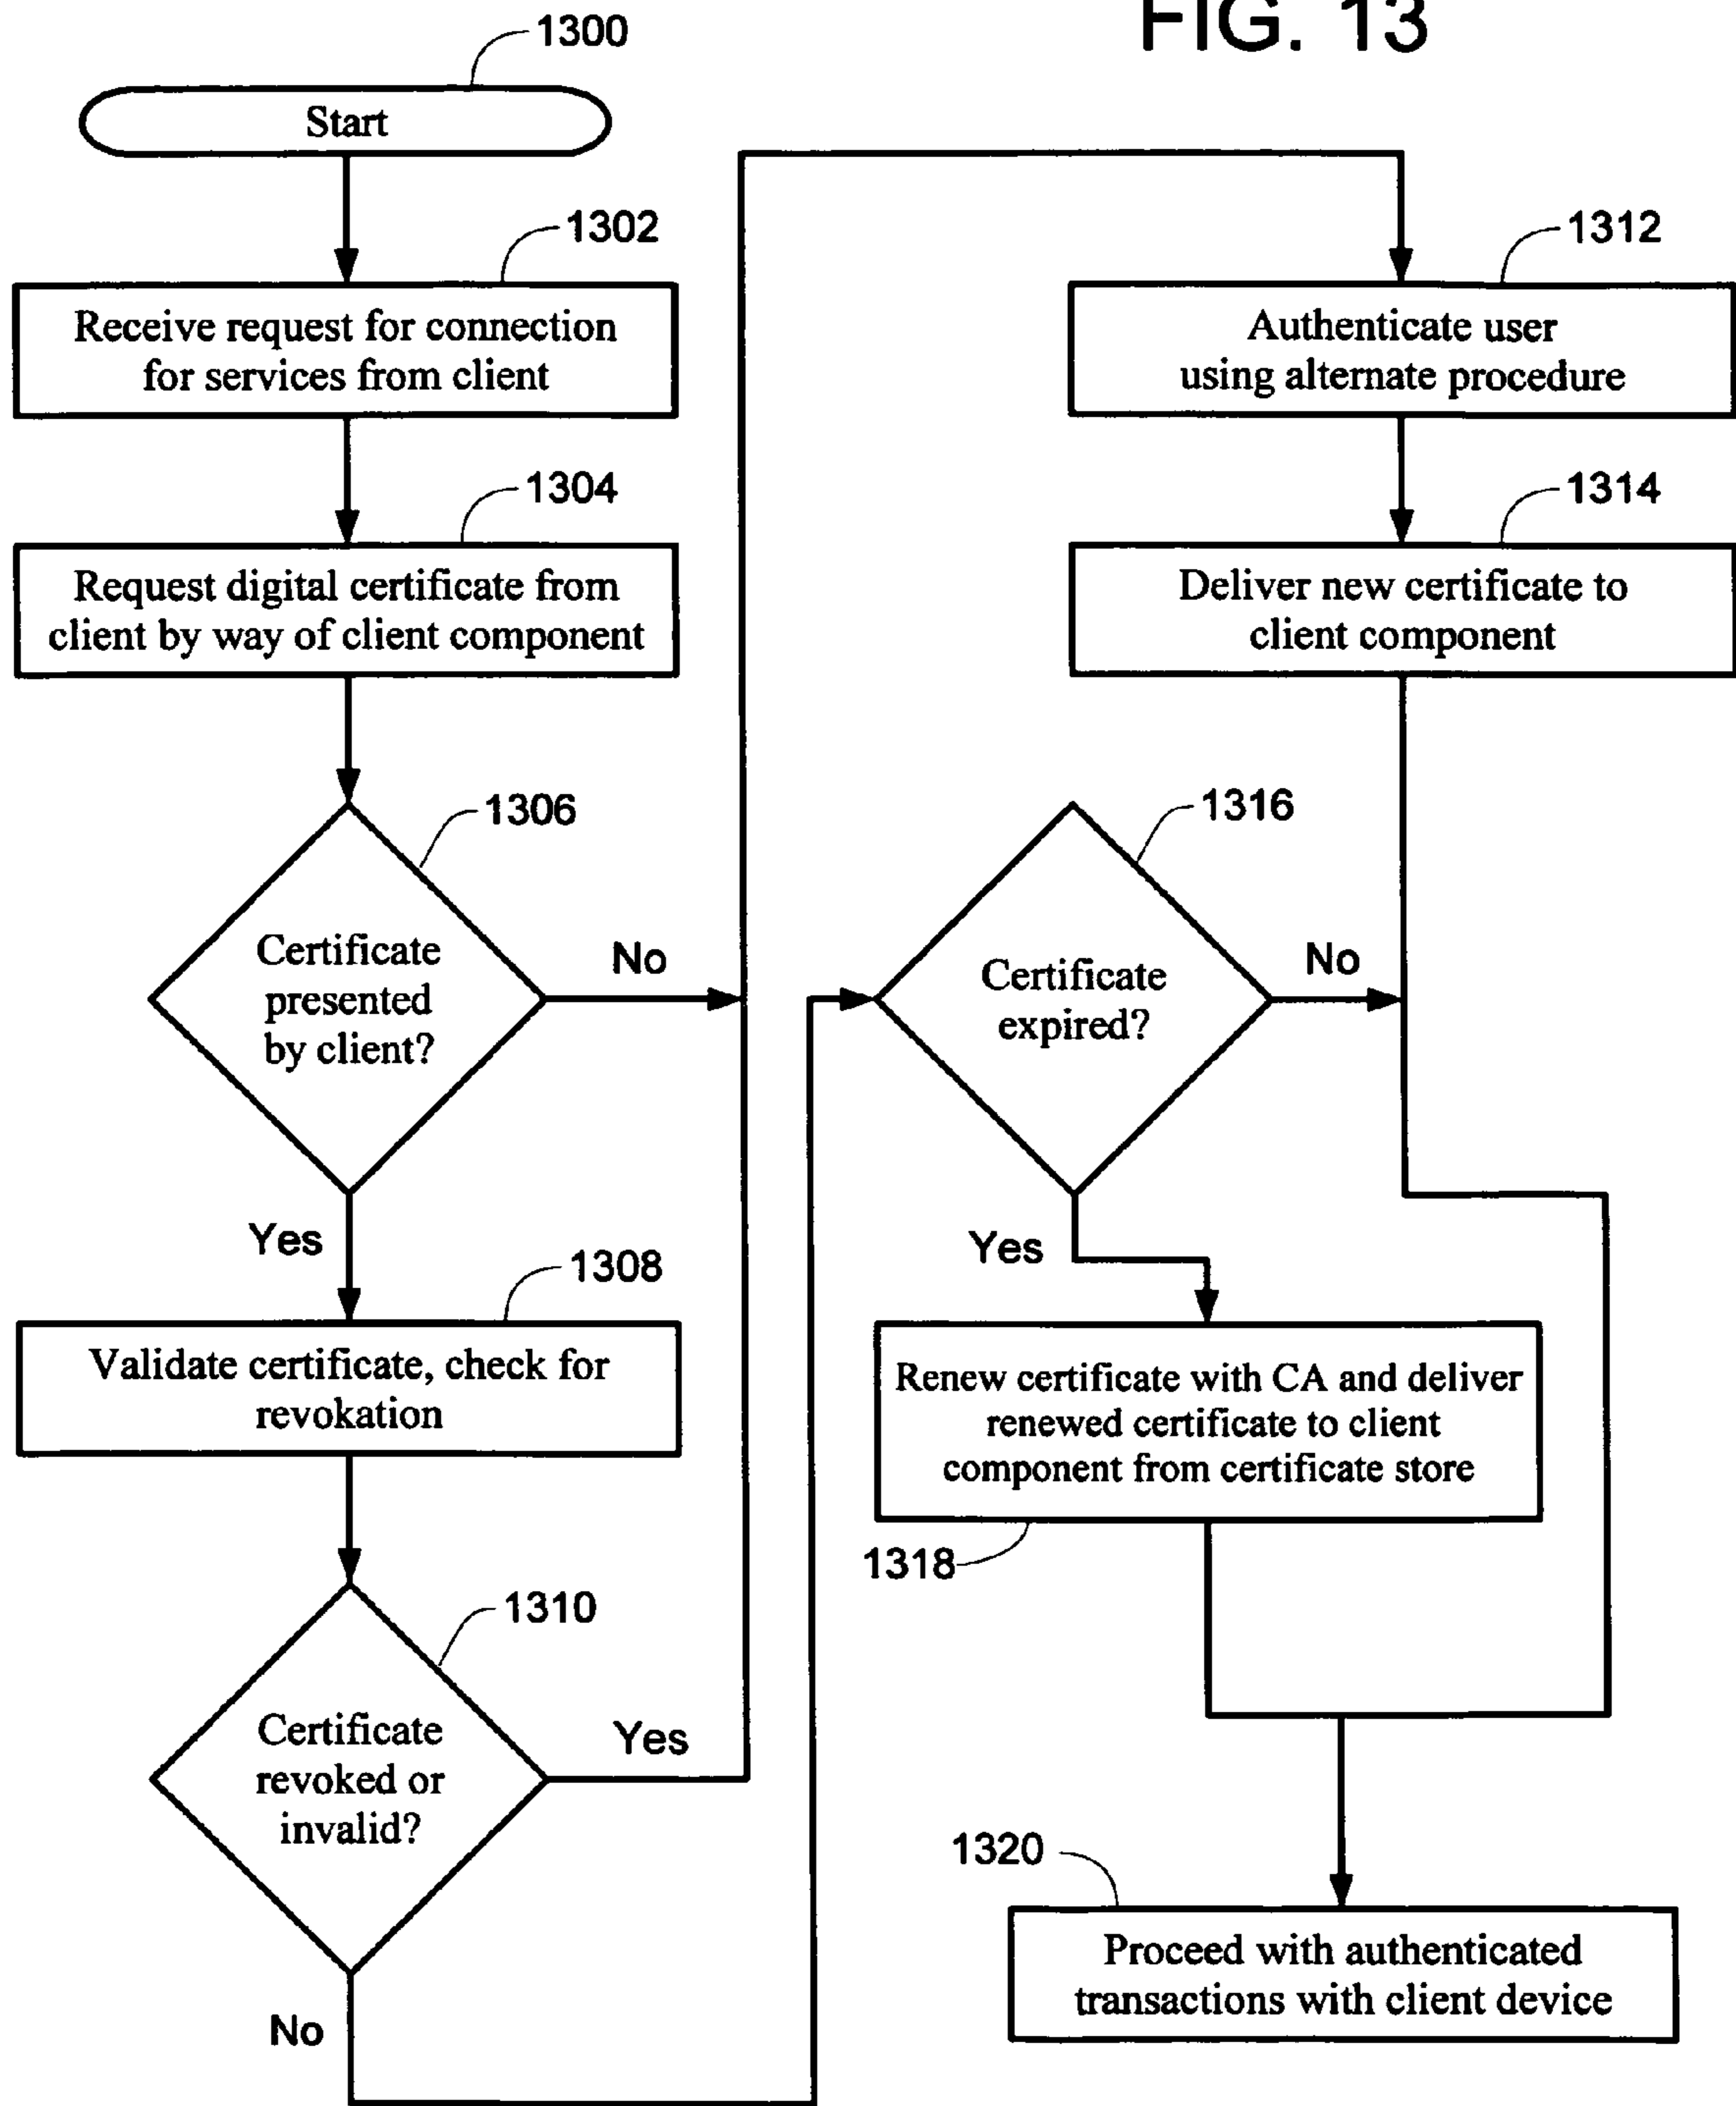 FIG. 13
1300
Start
1302
Receive request for connection
for services from client
1304
Request digital certificate from
client by way of client component
1306
Certificate
presented
by client?
No
Yes
1308
Validate certificate, check for
revokation
1310
Certificate
revoked or
invalid?
Yes
No
1312
Authenticate user
using alternate procedure
1314
Deliver new certificate to
client component
1316
Certificate
expired?
No
Yes
Renew certificate with CA and deliver
renewed certificate to client
component from certificate store
1318
1320
Proceed with authenticated
transactions with client device